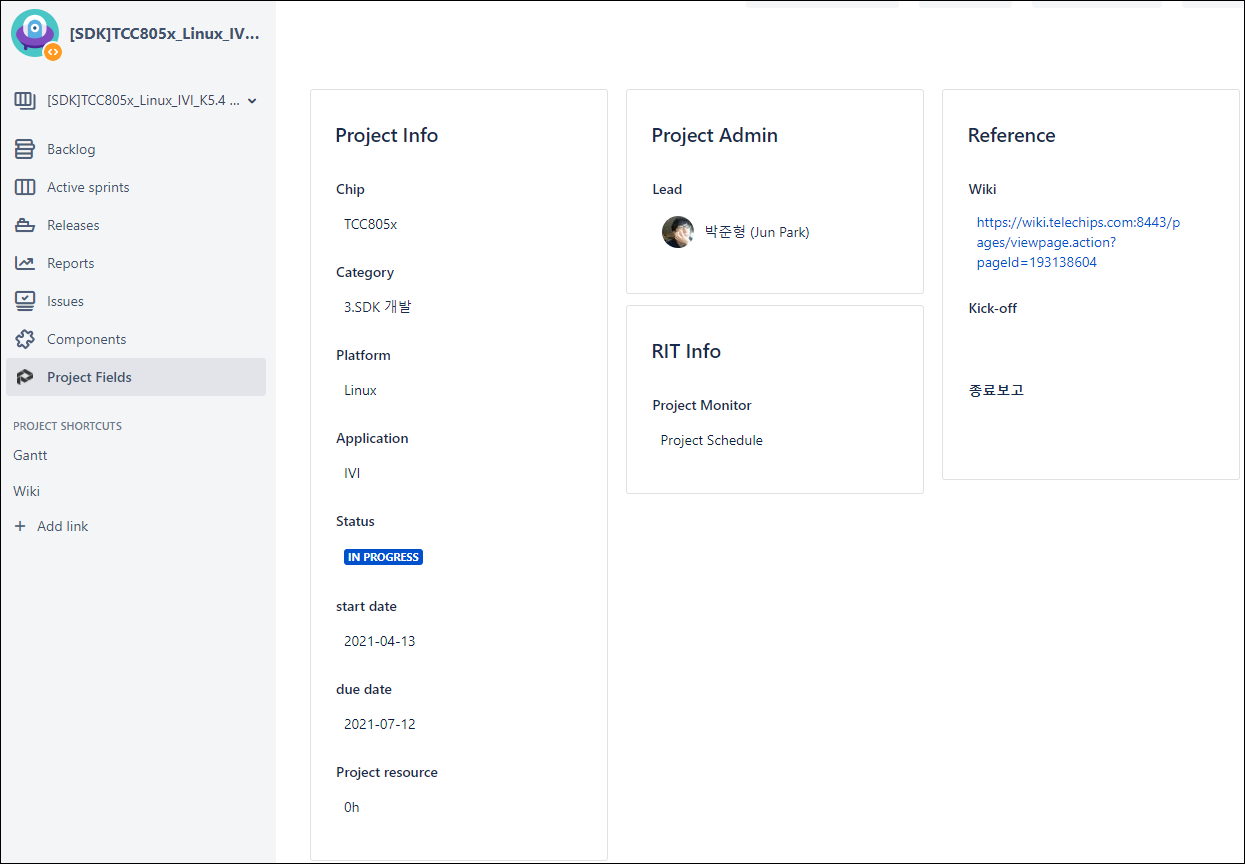 [SDK]TCC805x_Linux_IV...
[SDK]TCC805x_Linux_IVI_K5.4 ...
Backlog
Active sprints
Releases
Reports
Issues
Components
Project Fields
PROJECT SHORTCUTS
Gantt
Wiki
+ Add link
Project Info
Chip
TCC805x
Category
3.SDK 개발
Platform
Linux
Application
IVI
Status
IN PROGRESS
start date
2021-04-13
due date
2021-07-12
Project resource
0h
Project Admin
Lead
박준형 (Jun Park)
RIT Info
Project Monitor
Project Schedule
Reference
Wiki
https://wiki.telechips.com:8443/p
ages/viewpage.action?
pageId=193138604
Kick-off
종료보고